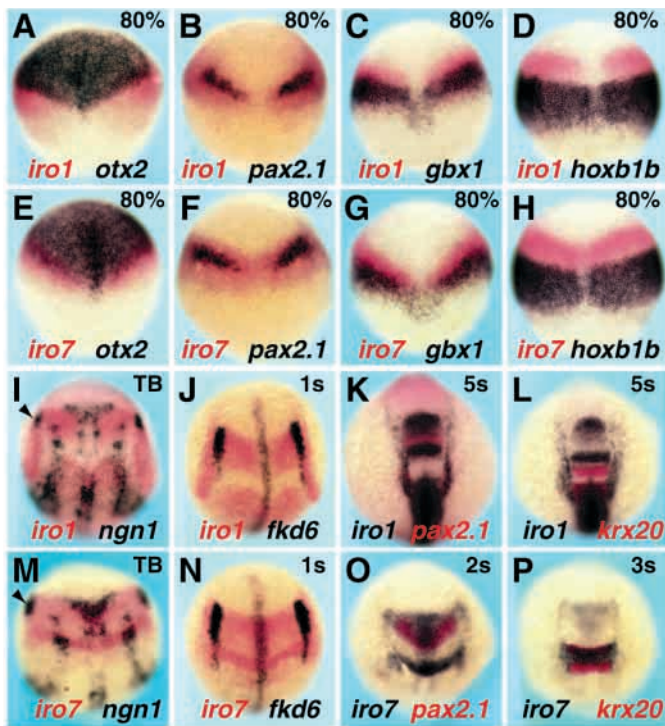 A 80%
iro1 otx2
B 80%
iro1 pax2.1
C 80%
iro1 gbx1
D 80%
iro1 hoxb1b
E 80%
iro7 otx2
F 80%
iro7 pax2.1
G 80%
iro7 gbx1
H 80%
iro7 hoxb1b
I TB
iro1 ngn1
J 1s
iro1 fkd6
K 5s
iro1 pax2.1
L 5s
iro1 krx20
M TB
iro7 ngn1
N 1s
iro7 fkd6
O 2s
iro7 pax2.1
P 3s
iro7 krx20